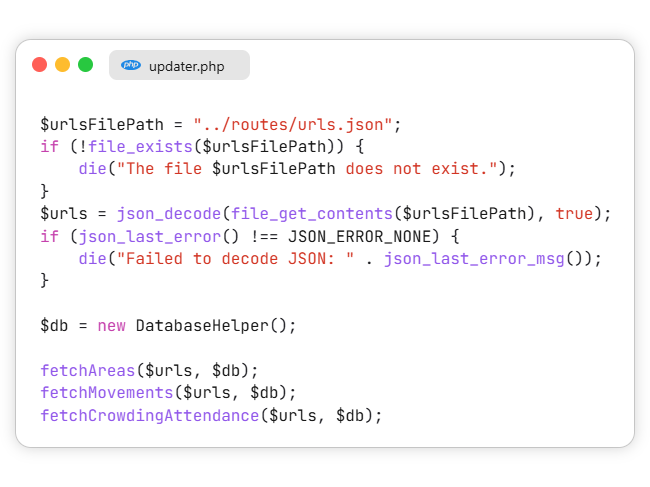 php updater.php
$urlsFilePath = "../routes/urls.json";
if (!file_exists($urlsFilePath)) {
    die("The file $urlsFilePath does not exist.");
}
$urls = json_decode(file_get_contents($urlsFilePath), true);
if (json_last_error() !== JSON_ERROR_NONE) {
    die("Failed to decode JSON: " . json_last_error_msg());
}
$db = new DatabaseHelper();
fetchAreas($urls, $db);
fetchMovements($urls, $db);
fetchCrowdingAttendance($urls, $db);